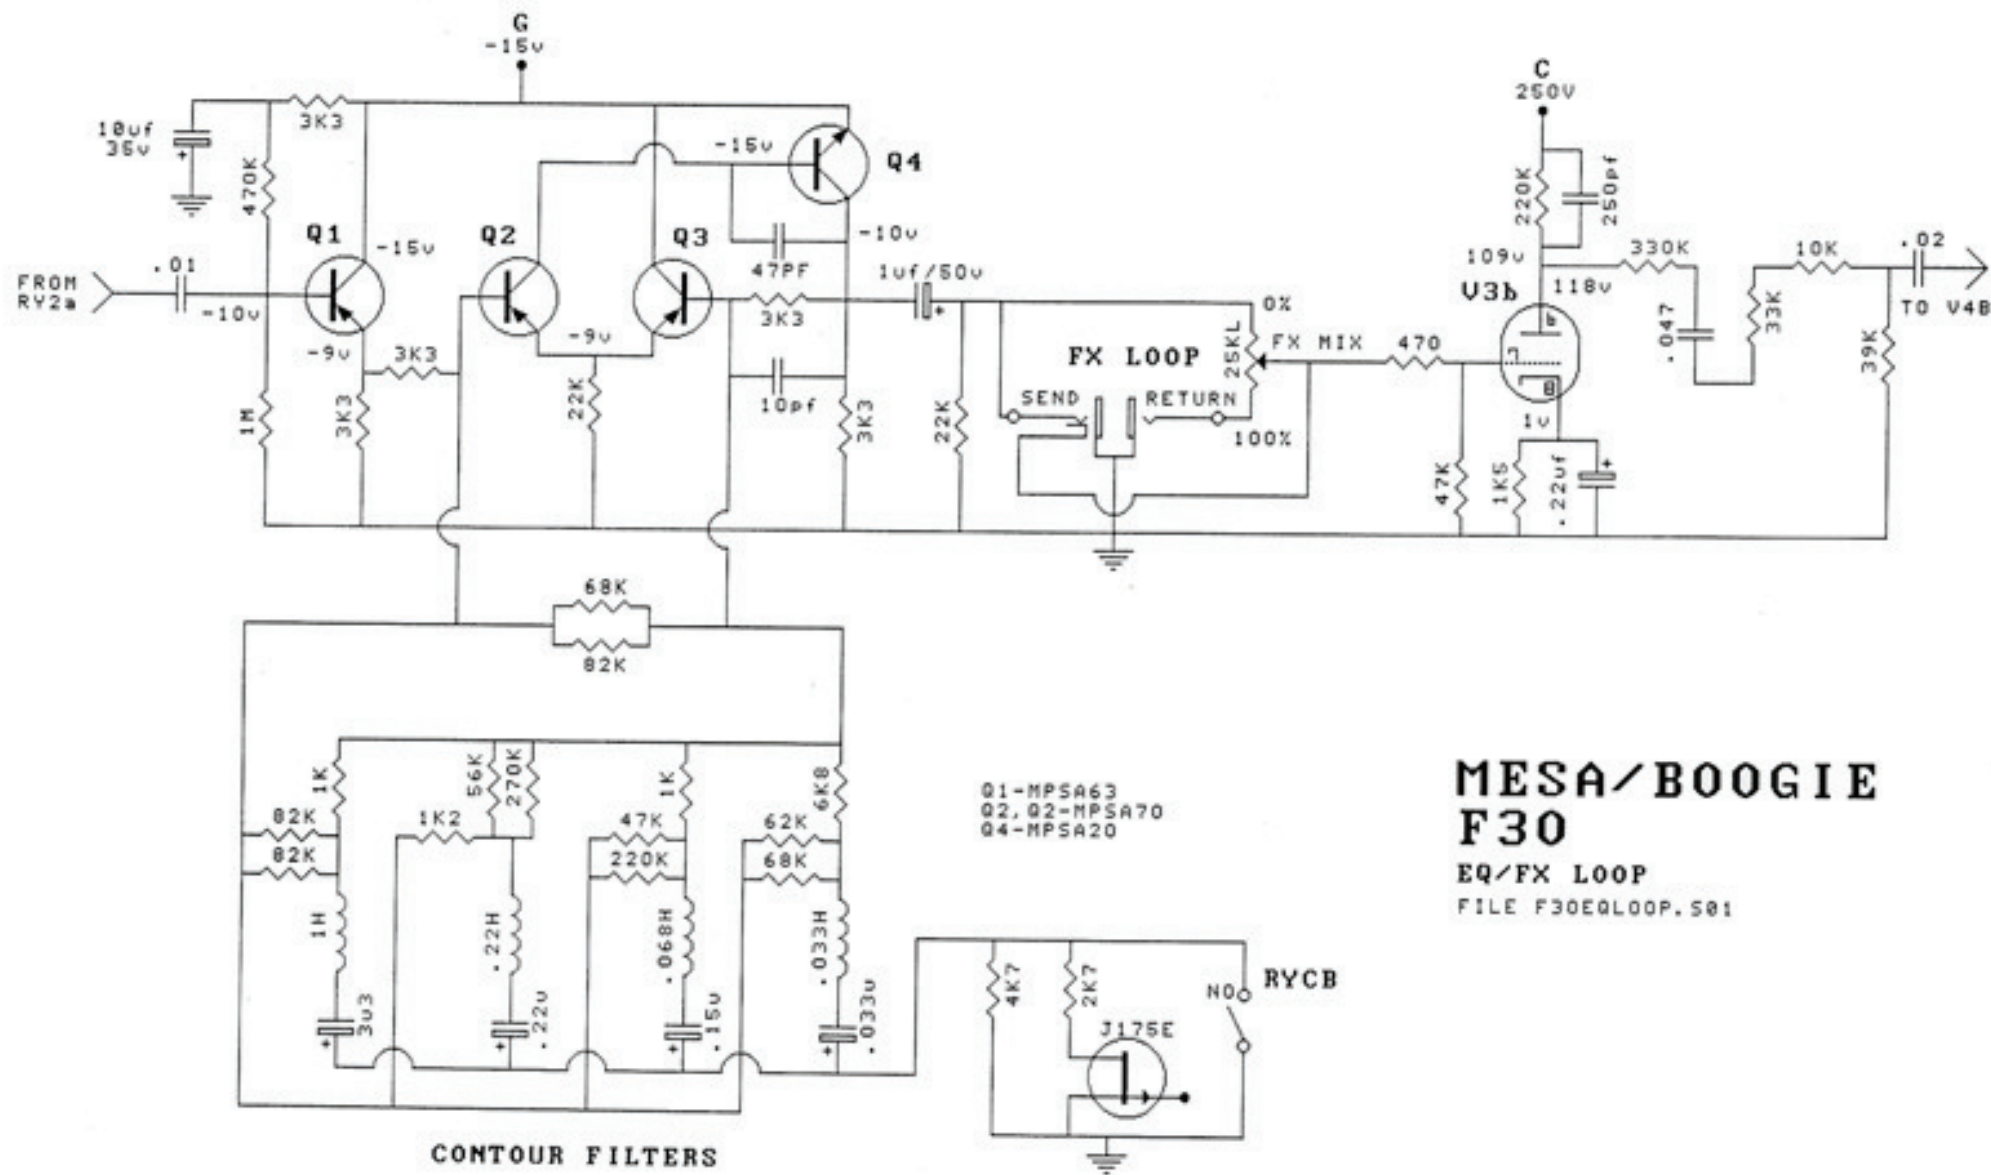 G
-15v
C
250V
10uf
35v
3K3
470K
-15v
Q4
220K
250pf
Q1
-15v
Q2
Q3
-10v
47PF
1uf/50v
109v
330K
10K
.02
FROM
RY2a
.01
-10v
V3b
118v
TO V4B
3K3
0%
-9v
3K3
-9v
FX LOOP
25KL
FX MIX
470
.047
33K
39K
1M
3K3
22K
10pf
3K3
22K
SEND
RETURN
100%
1v
47K
1K5
.22uf
68K
82K
1K
56K
270K
1K
6K8
82K
82K
1K2
47K
220K
62K
68K
Q1-MPSA63
Q2,Q2-MPSA70
Q4-MPSA20
MESA/BOOGIE
F30
EQ/FX LOOP
FILE F30EQLOOP.S01
1H
.22H
.068H
.033H
3u3
.22u
.15u
.033u
4K7
2K7
NO
RYCB
J175E
CONTOUR FILTERS